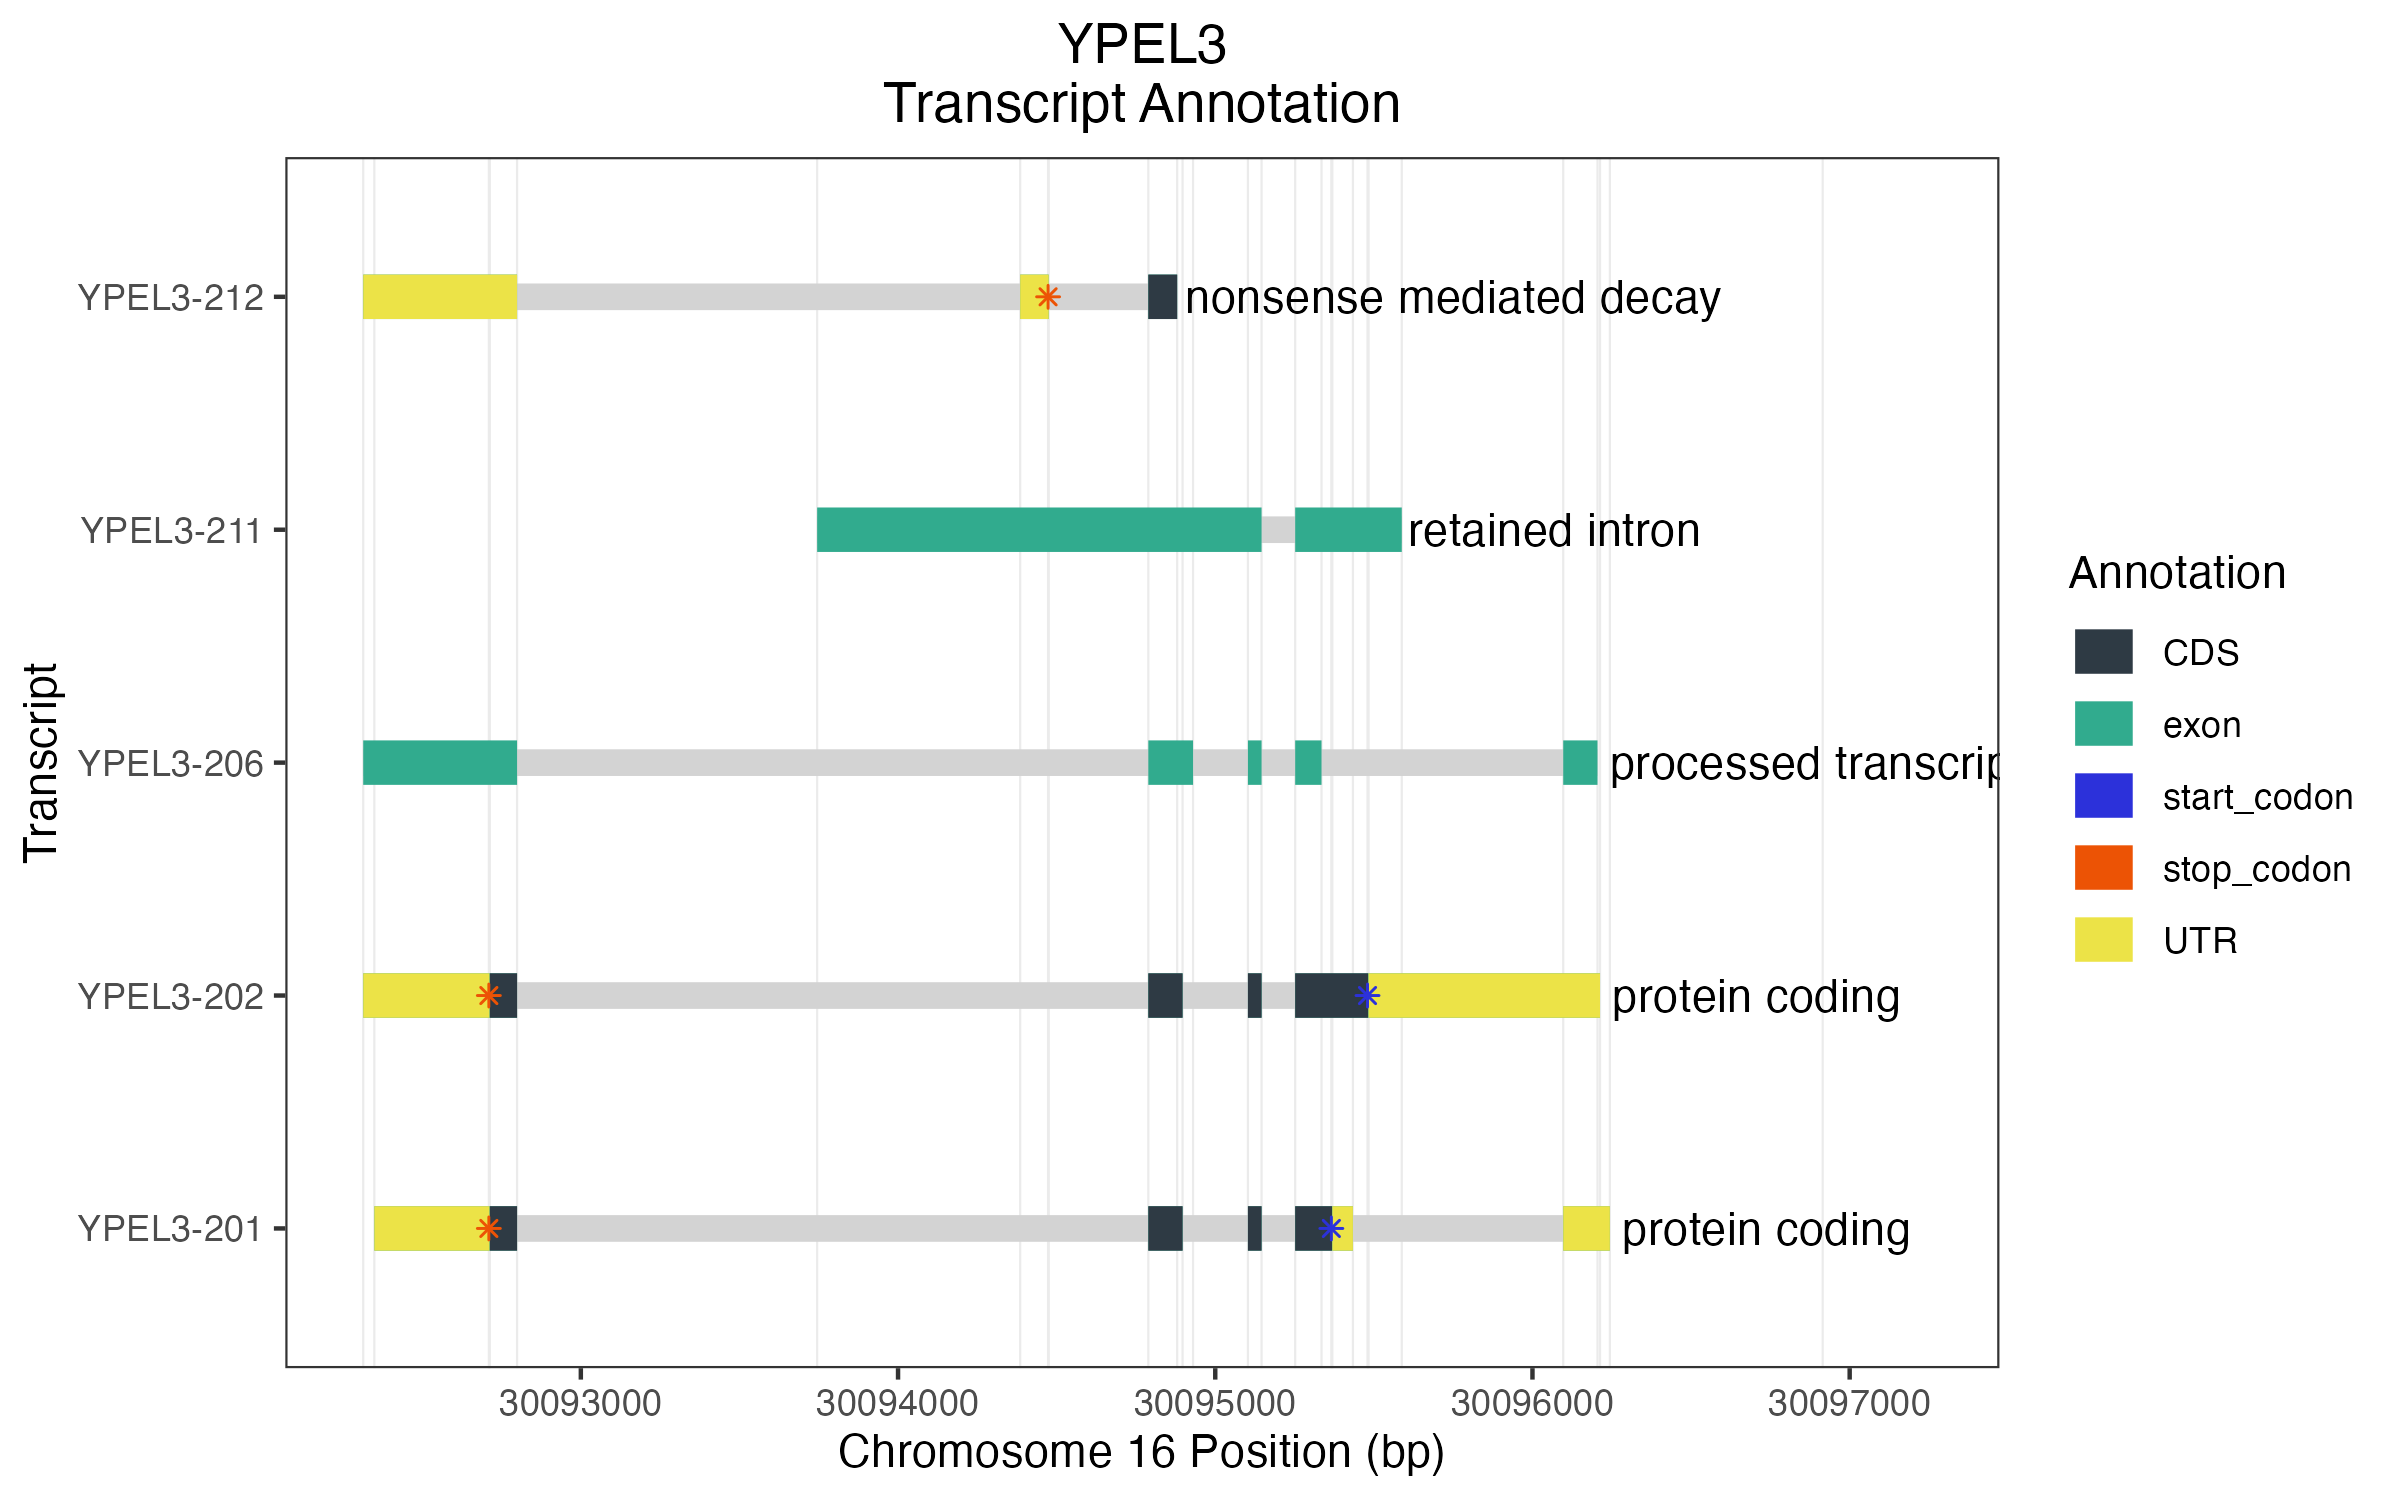 YPEL3
Transcript Annotation
YPEL3-212
nonsense mediated decay
YPEL3-211
retained intron
YPEL3-206
processed transcrip
YPEL3-202
protein coding
YPEL3-201
protein coding
Transcript
30093000 30094000 30095000 30096000 30097000
Chromosome 16 Position (bp)
Annotation
CDS
exon
start_codon
stop_codon
UTR